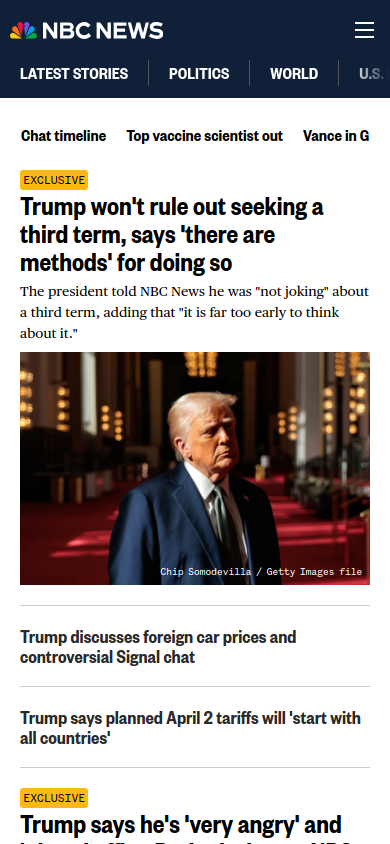 NBC NEWS
LATEST STORIES
POLITICS
WORLD
U.S.
Chat timeline
Top vaccine scientist out
Vance in G
EXCLUSIVE
Trump won't rule out seeking a
third term, says 'there are
methods' for doing so
The president told NBC News he was "not joking" about
a third term, adding that "it is far too early to think
about it."
Chip Somodevilla / Getty Images file
Trump discusses foreign car prices and
controversial Signal chat
Trump says planned April 2 tariffs will 'start with
all countries'
EXCLUSIVE
Trump says he's 'very angry' and